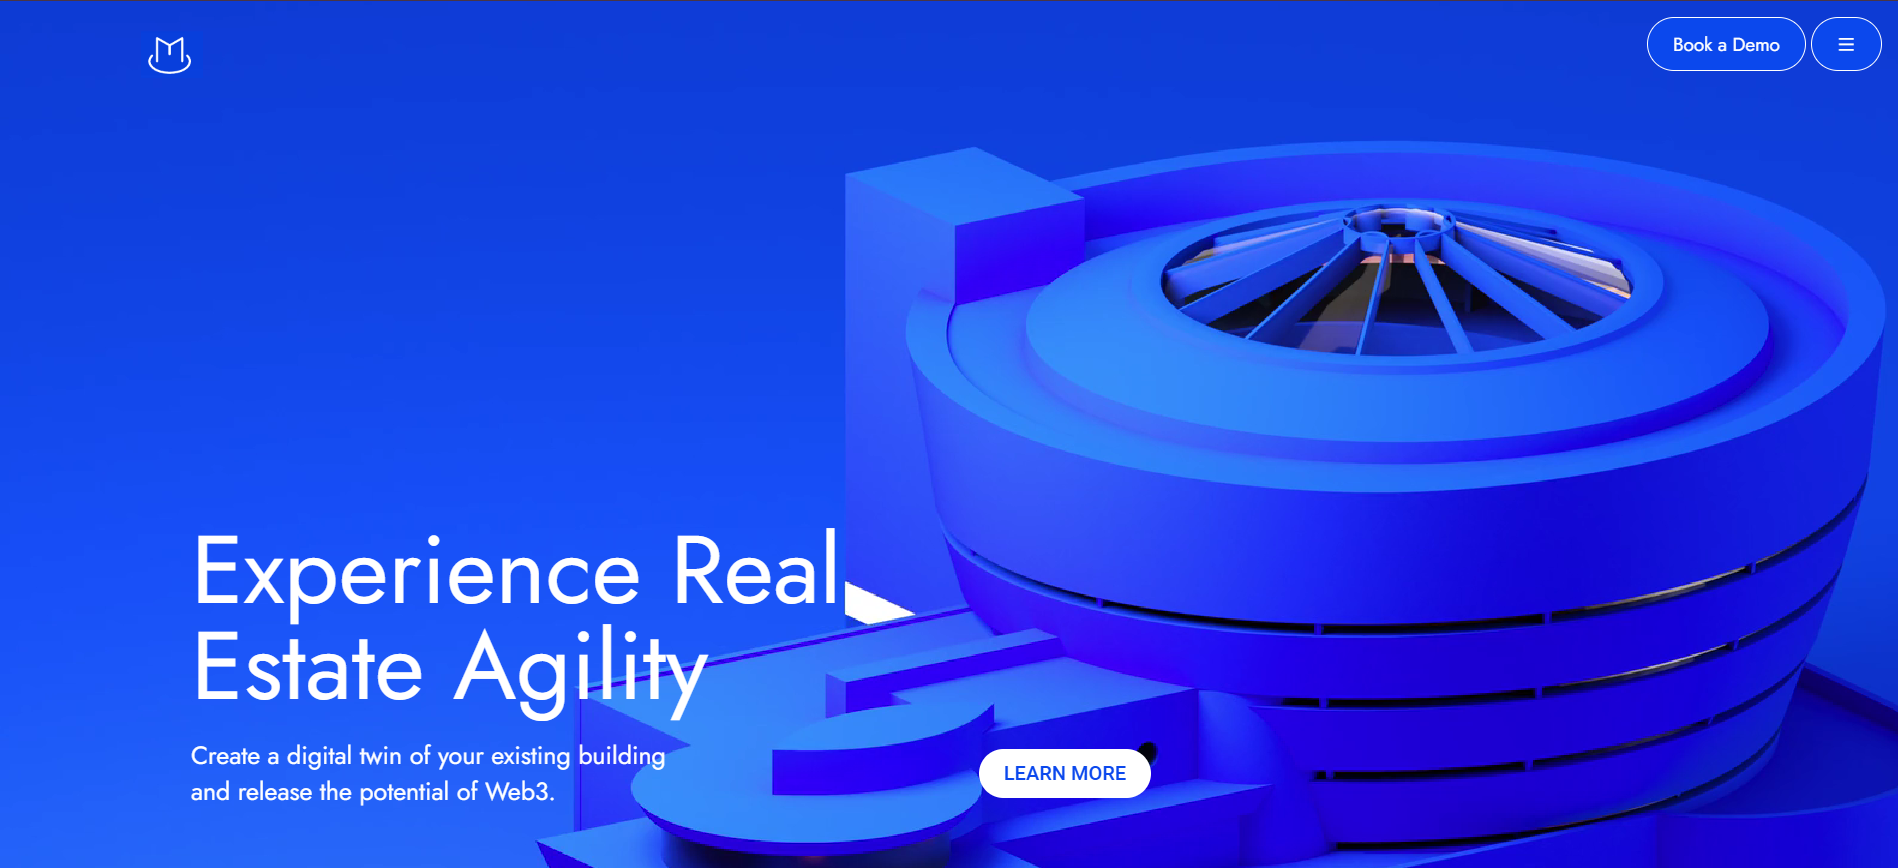 Book a Demo
Experience Real
Estate Agility
Create a digital twin of your existing building
and release the potential of Web3.
LEARN MORE